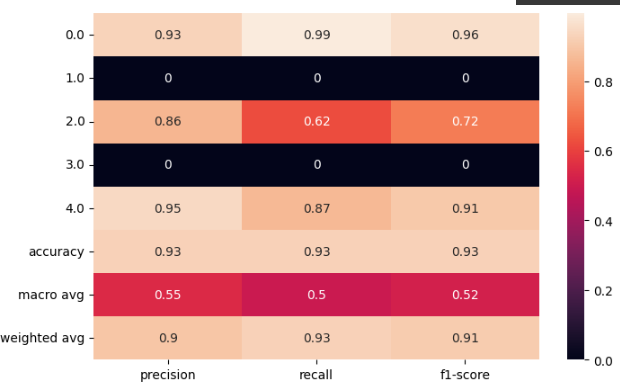 0.0 0.93 0.99 0.96
1.0 0 0 0 0.8
2.0 0.86 0.62 0.72
3.0 0 0 0 0.6
4.0 0.95 0.87 0.91 0.4
accuracy 0.93 0.93 0.93
macro avg 0.55 0.5 0.52 0.2
weighted avg 0.9 0.93 0.91 0.0
precision recall f1-score